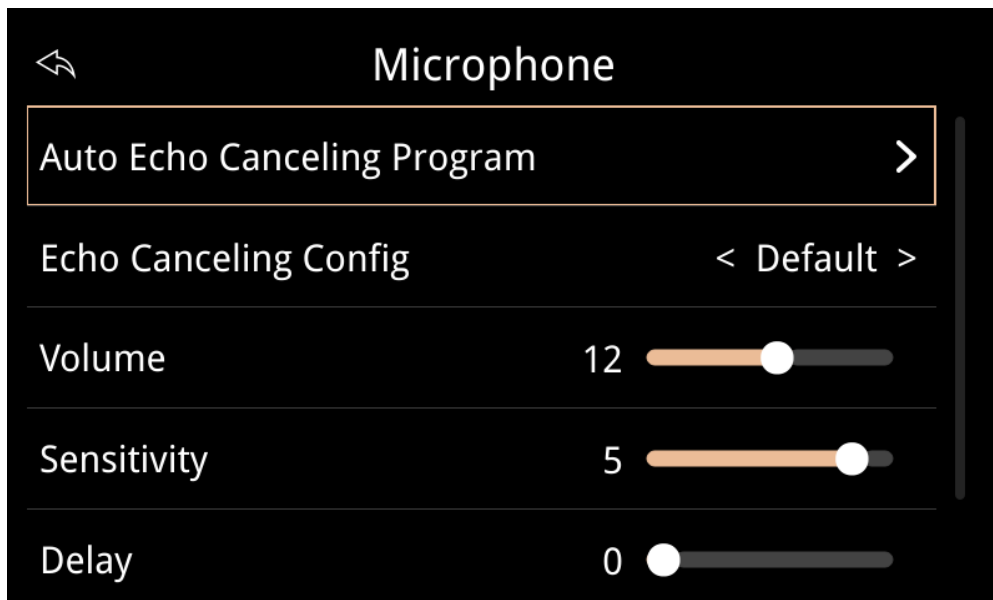 Microphone
Auto Echo Canceling Program
Echo Canceling Config < Default >
Volume 12
Sensitivity 5
Delay 0